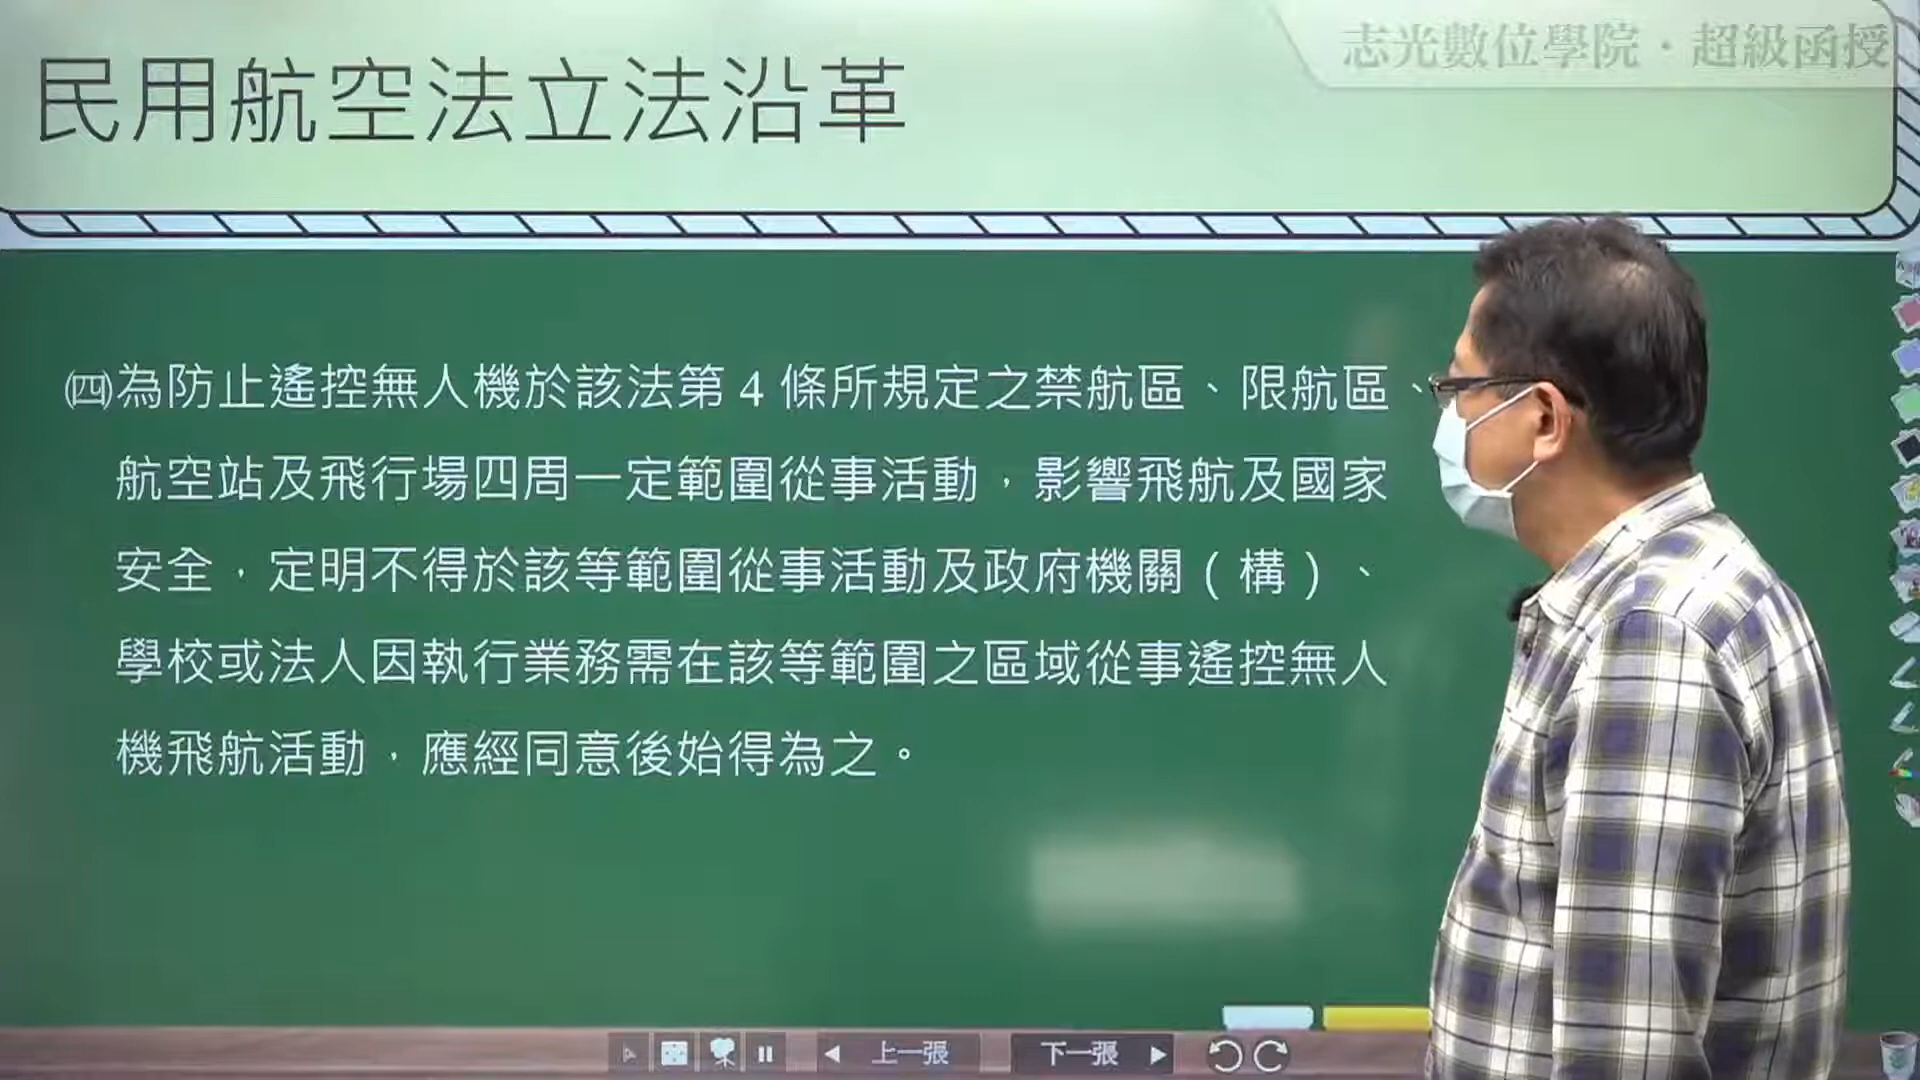 志光數位學院・超級函授
民用航空法立法沿革
㈣為防止遙控無人機於該法第 4 條所規定之禁航區、限航區、
航空站及飛行場四周一定範圍從事活動，影響飛航及國家
安全，定明不得於該等範圍從事活動及政府機關（構）、
學校或法人因執行業務需在該等範圍之區域從事遙控無人
機飛航活動，應經同意後始得為之。
上一張
下一張